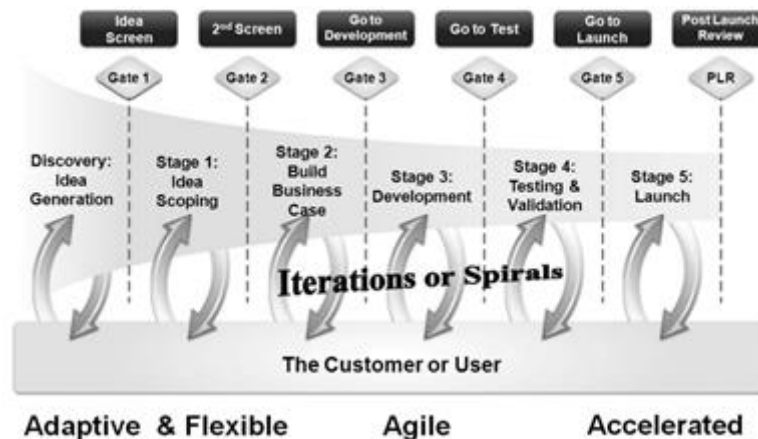 Idea
Screen
2nd Screen
Go to
Development
Go to Test
Go to
Launch
Post Launch
Review
Gate 1
Gate 2
Gate 3
Gate 4
Gate 5
PLR
Discovery:
Idea
Generation
Stage 1:
Idea
Scoping
Stage 2:
Build
Business
Case
Stage 3:
Development
Stage 4:
Testing &
Validation
Stage 5:
Launch
Iterations or Spirals
The Customer or User
Adaptive & Flexible
Agile
Accelerated